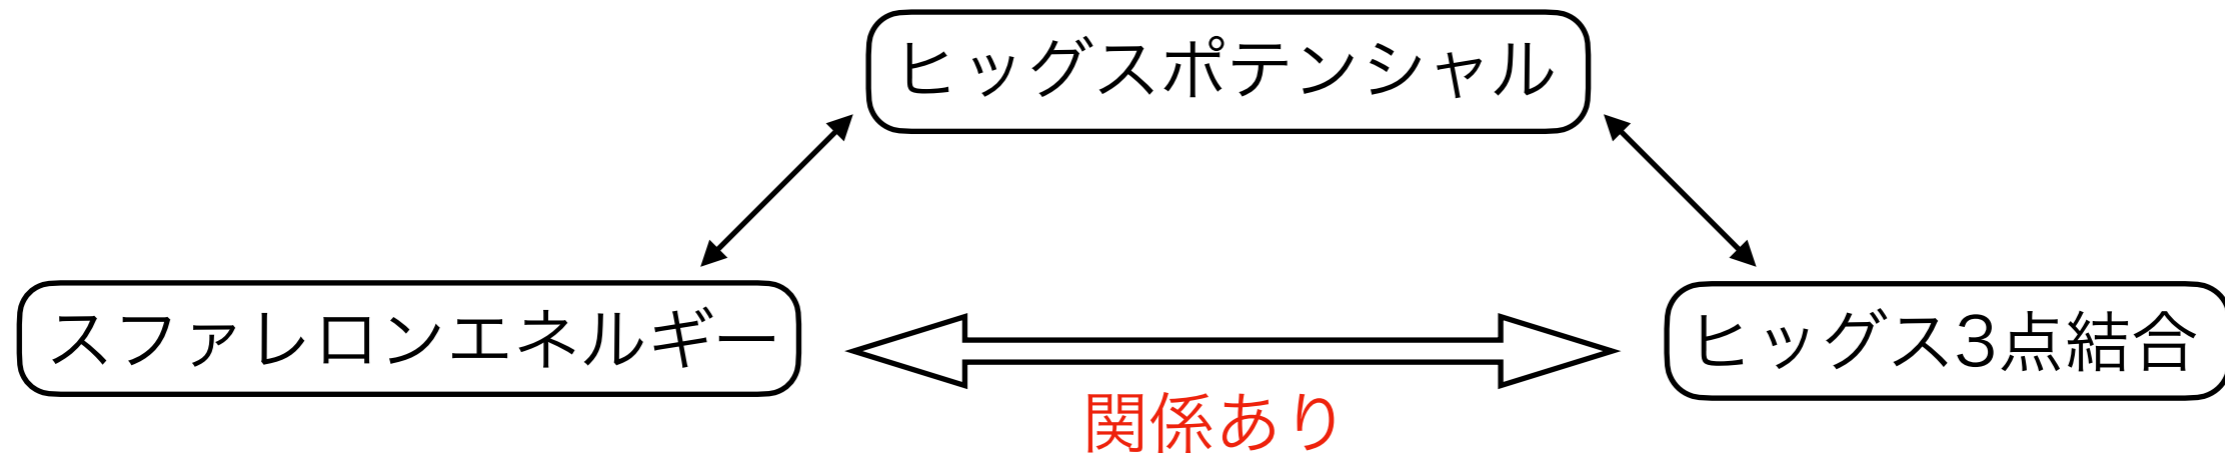 ヒッグスポテンシャル
スファレロンエネルギー
ヒッグス3点結合
関係あり